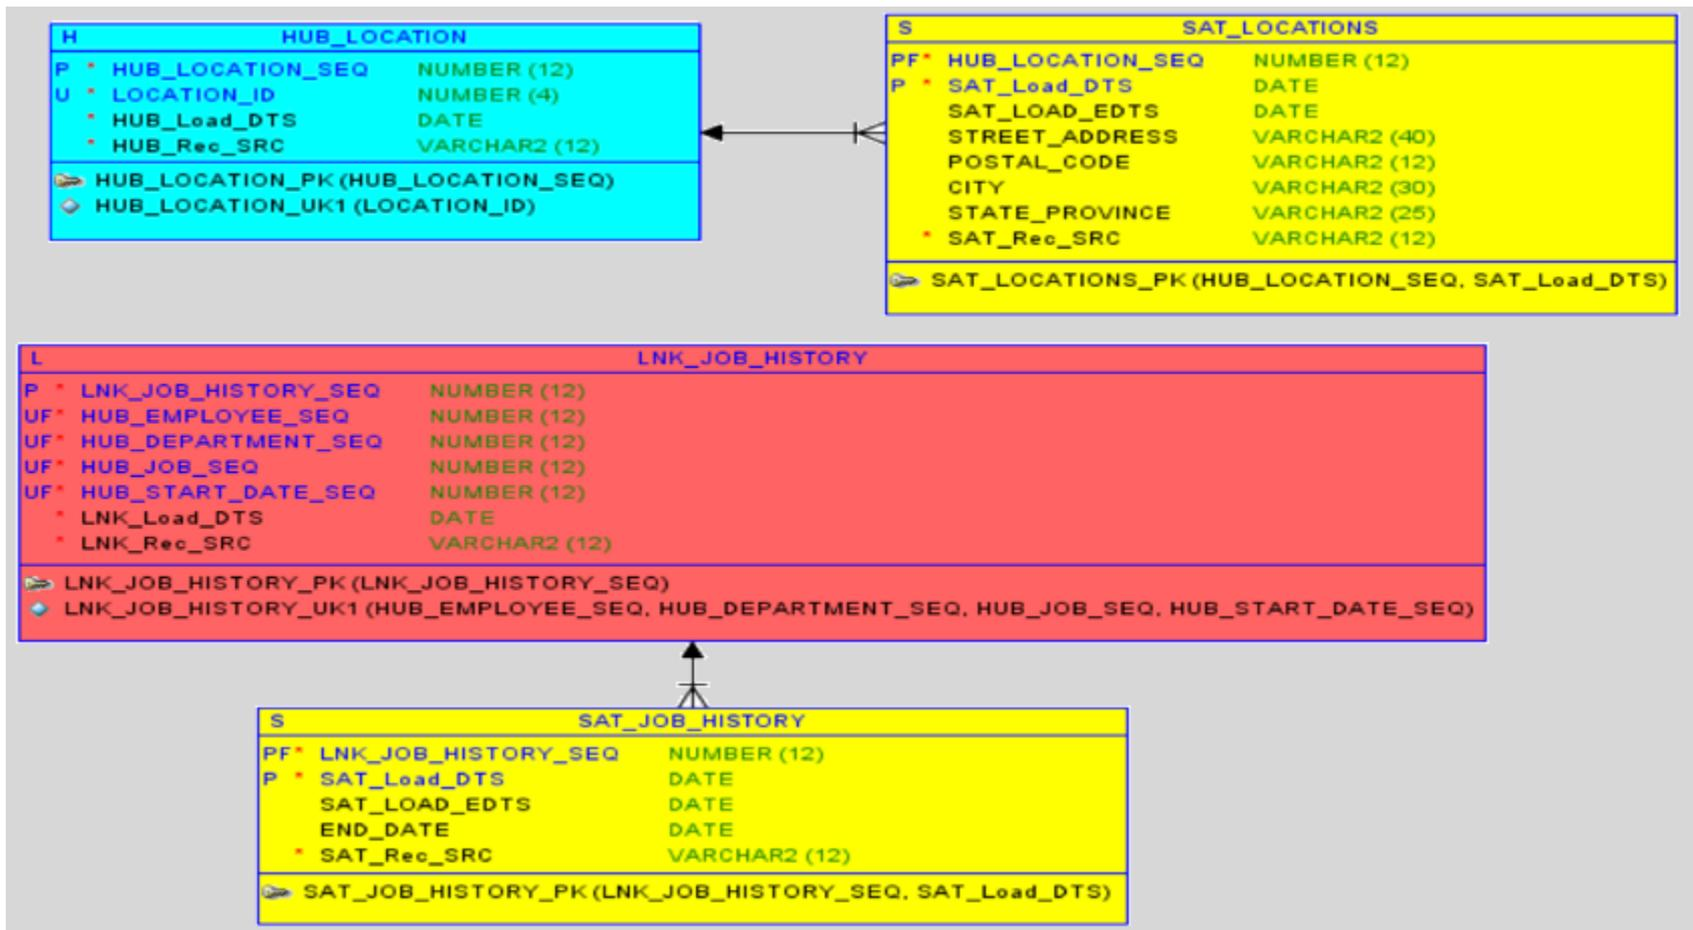 H HUB_LOCATION
P * HUB_LOCATION_SEQ NUMBER (12)
U * LOCATION_ID NUMBER (4)
* HUB_Load_DTS DATE
* HUB_Rec_SRC VARCHAR2 (12)
HUB_LOCATION_PK (HUB_LOCATION_SEQ)
HUB_LOCATION_UK1 (LOCATION_ID)
S SAT_LOCATIONS
PF* HUB_LOCATION_SEQ NUMBER (12)
P * SAT_Load_DTS DATE
SAT_LOAD_EDTS DATE
STREET_ADDRESS VARCHAR2 (40)
POSTAL_CODE VARCHAR2 (12)
CITY VARCHAR2 (30)
STATE_PROVINCE VARCHAR2 (25)
* SAT_Rec_SRC VARCHAR2 (12)
SAT_LOCATIONS_PK (HUB_LOCATION_SEQ, SAT_Load_DTS)
L LNK_JOB_HISTORY
P * LNK_JOB_HISTORY_SEQ NUMBER (12)
UF* HUB_EMPLOYEE_SEQ NUMBER (12)
UF* HUB_DEPARTMENT_SEQ NUMBER (12)
UF* HUB_JOB_SEQ NUMBER (12)
UF* HUB_START_DATE_SEQ NUMBER (12)
* LNK_Load_DTS DATE
* LNK_Rec_SRC VARCHAR2 (12)
LNK_JOB_HISTORY_PK (LNK_JOB_HISTORY_SEQ)
LNK_JOB_HISTORY_UK1 (HUB_EMPLOYEE_SEQ, HUB_DEPARTMENT_SEQ, HUB_JOB_SEQ, HUB_START_DATE_SEQ)
S SAT_JOB_HISTORY
PF* LNK_JOB_HISTORY_SEQ NUMBER (12)
P * SAT_Load_DTS DATE
SAT_LOAD_EDTS DATE
END_DATE DATE
* SAT_Rec_SRC VARCHAR2 (12)
SAT_JOB_HISTORY_PK (LNK_JOB_HISTORY_SEQ, SAT_Load_DTS)